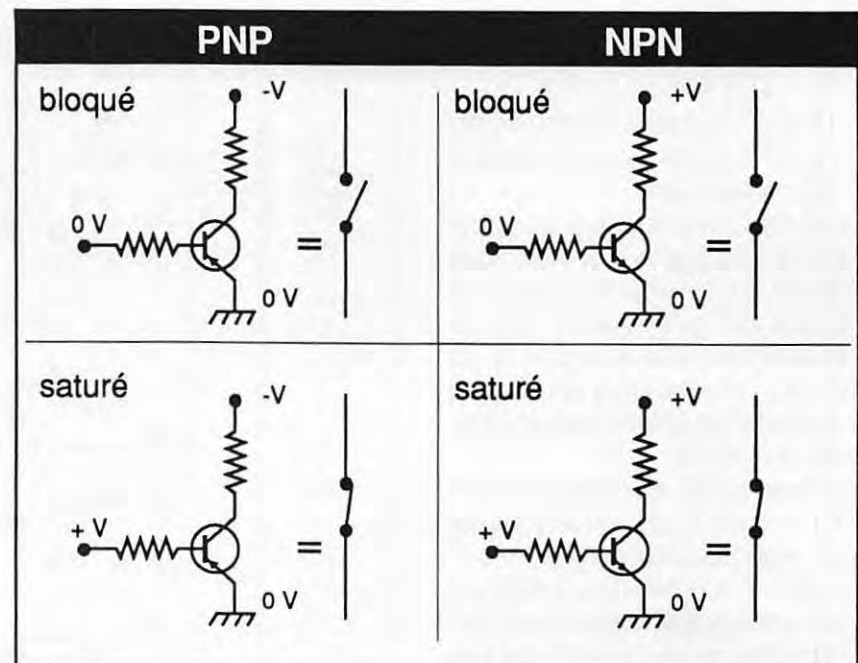 PNP
NPN
bloqué
-V
0 V
=
0 V
bloqué
+V
0 V
=
0 V
saturé
-V
+ V
=
0 V
saturé
+V
+ V
=
0 V